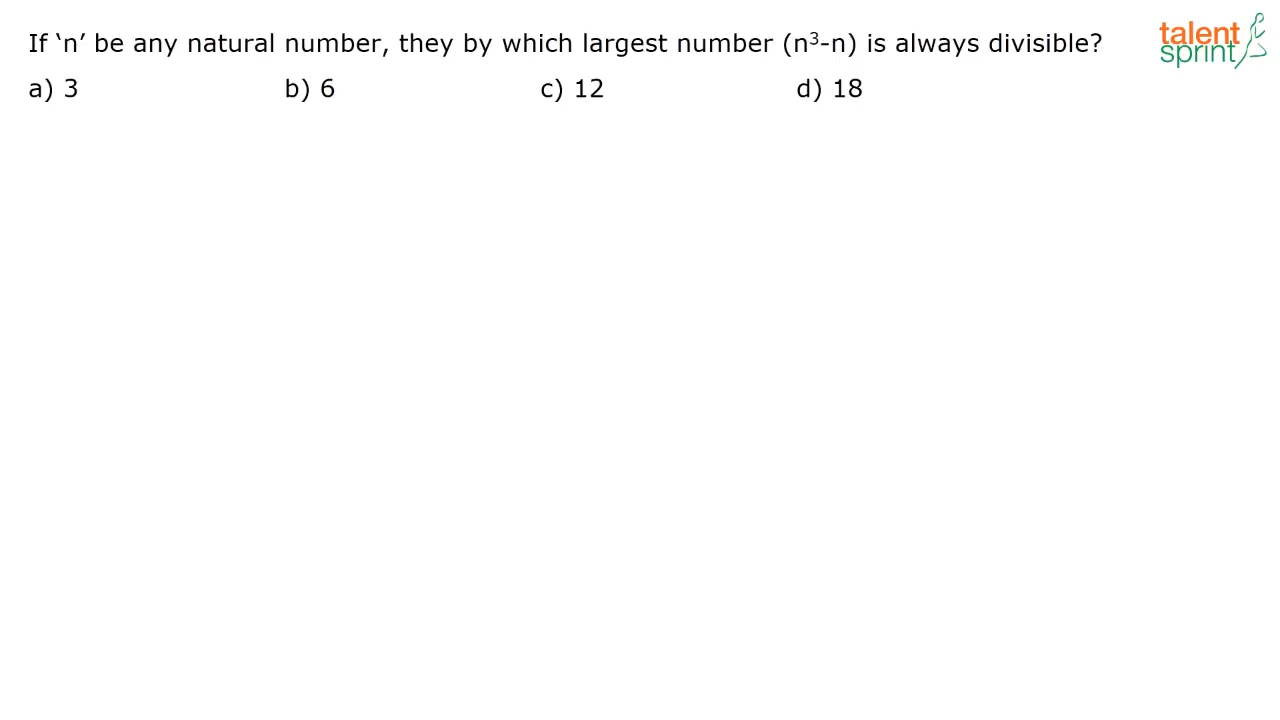 If ‘n’ be any natural number, they by which largest number (n³-n) is always divisible?
a) 3 b) 6 c) 12 d) 18
talent
sprint